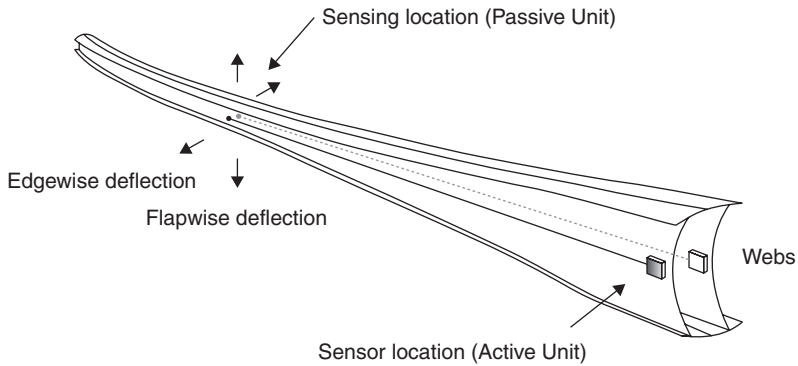 Sensing location (Passive Unit)
Edgewise deflection
Flapwise deflection
Webs
Sensor location (Active Unit)